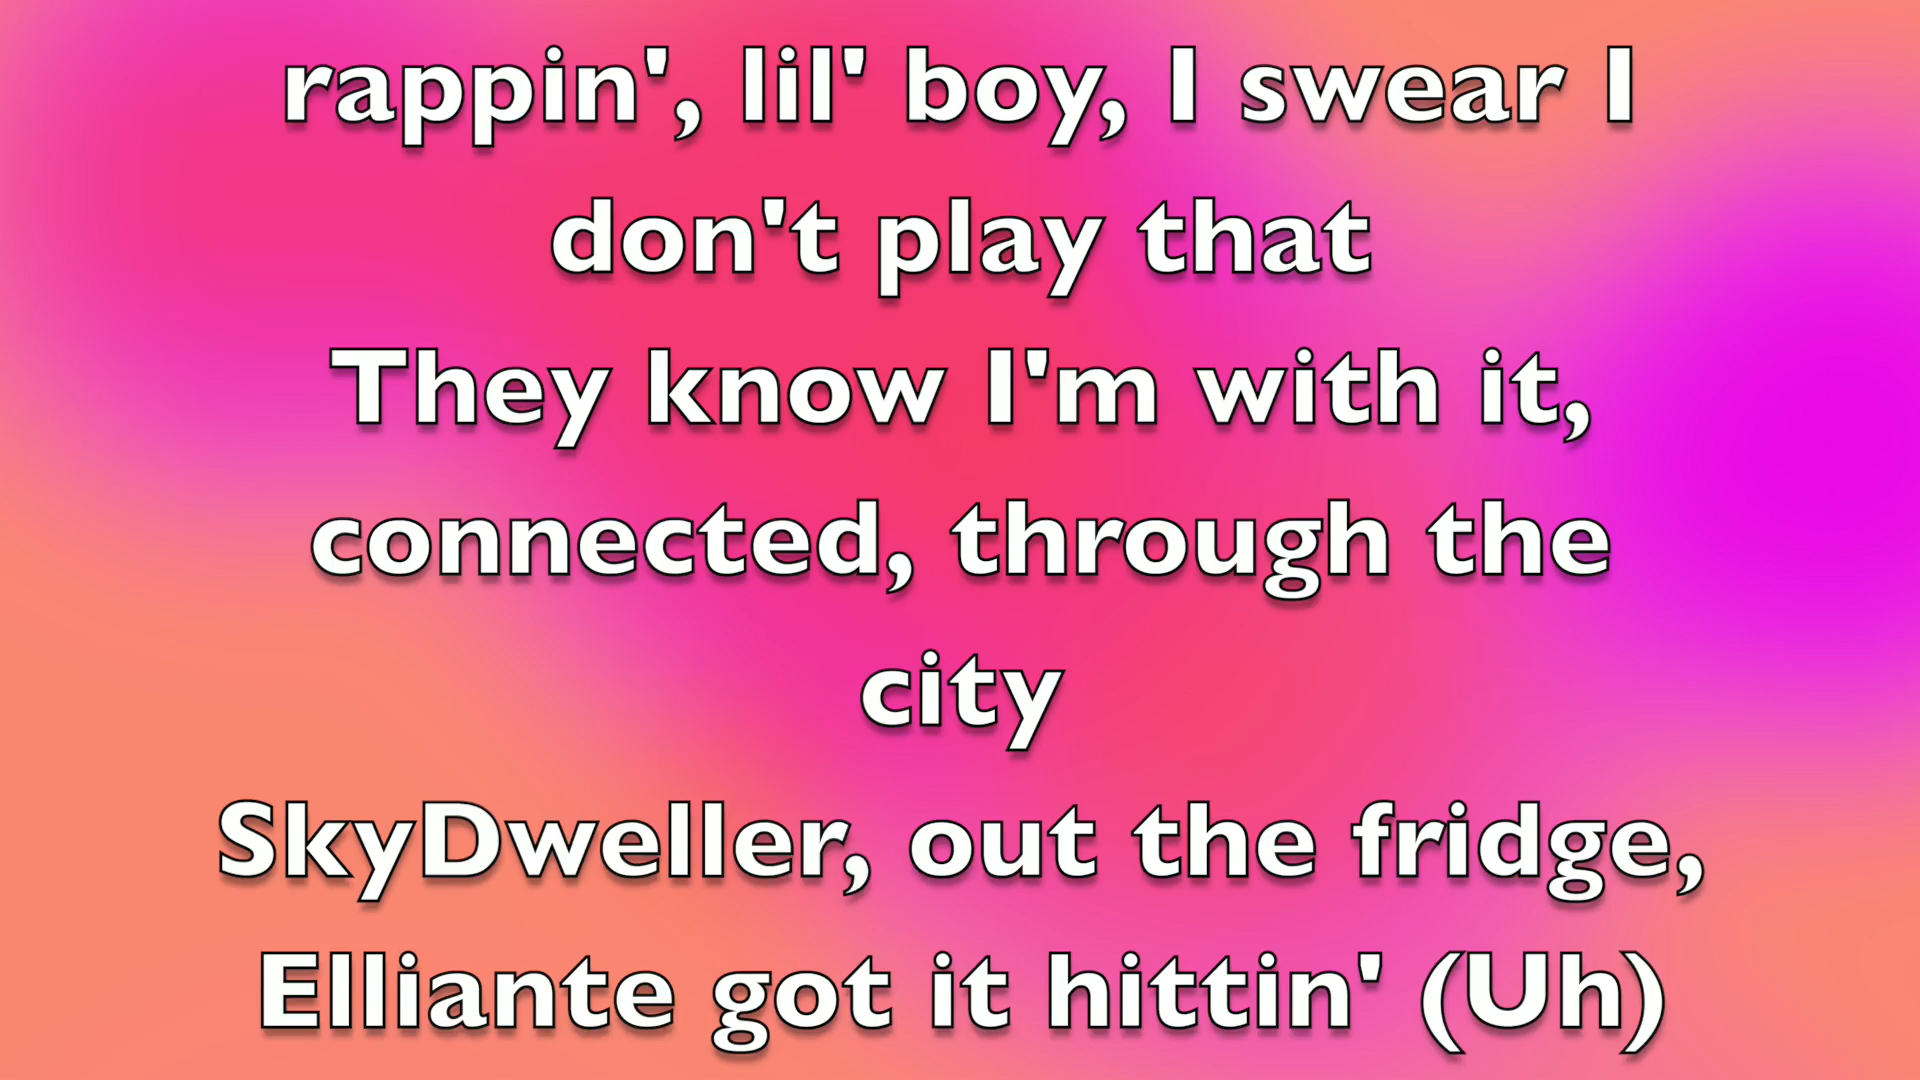 rappin', lil' boy, I swear I
don't play that
They know I'm with it,
connected, through the
city
SkyDweller, out the fridge,
Elliante got it hittin' (Uh)